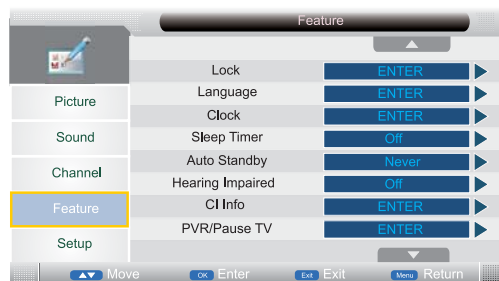 Feature
Lock ENTER
Language ENTER
Clock ENTER
Sleep Timer Off
Auto Standby Never
Hearing Impaired Off
CI Info ENTER
PVR/Pause TV ENTER
Picture
Sound
Channel
Feature
Setup
Move OK Enter Exit Exit Menu Return